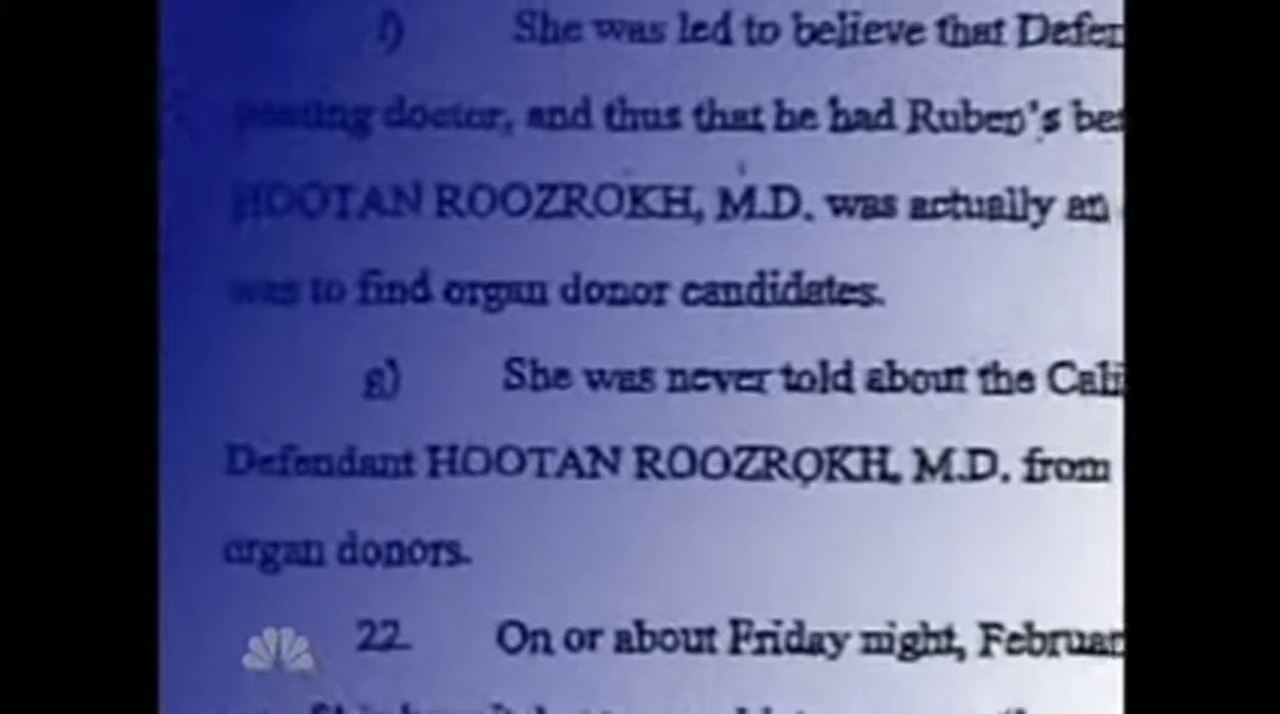 f) She was led to believe that Defen
doctor, and thus that he had Ruben's bes
HOOTAN ROOZROKH, M.D. was actually an
was to find organ donor candidates.
g) She was never told about the Cali
Defendant HOOTAN ROOZROKH, M.D. from
organ donors.
22. On or about Friday night, Februar